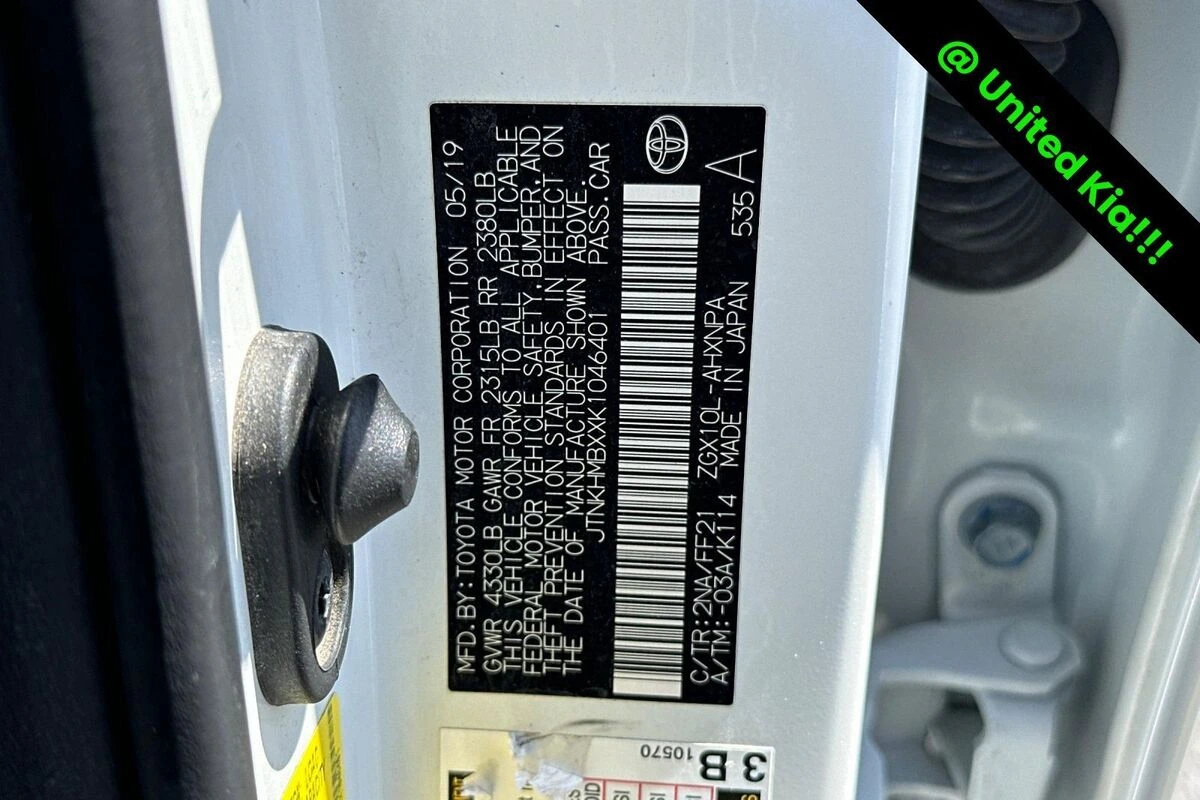 @ United Kia!!!
MFD.BY:TOYOTA MOTOR CORPORATION 05/19
GVWR 4330LB GAWR FR 2315LB RR 2380LB
THIS VEHICLE CONFORMS TO ALL APPLICABLE
FEDERAL MOTOR VEHICLE SAFETY,BUMPER,AND
THEFT PREVENTION STANDARDS IN EFFECT ON
THE DATE OF MANUFACTURE SHOWN ABOVE.
JTNKHMBXXK1046401 PASS.CAR
C/TR:2NA/FF21 ZGX10L-AHXNPA 535
A/TM:-03A/K114 MADE IN JAPAN A
3B
10570